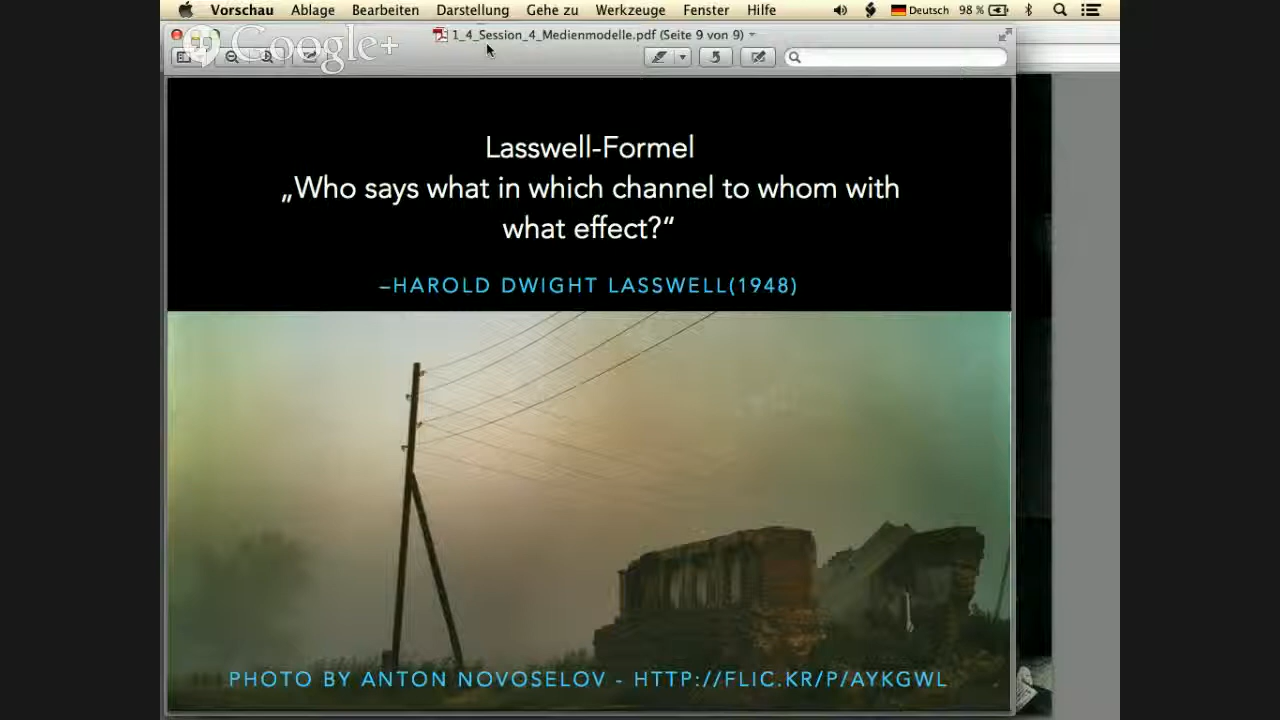 Vorschau Ablage Bearbeiten Darstellung Gehe zu Werkzeuge Fenster Hilfe Deutsch 98 %
Google+
1_4_Session_4_Medienmodelle.pdf (Seite 9 von 9)
Lasswell-Formel
„Who says what in which channel to whom with
what effect?“
–HAROLD DWIGHT LASSWELL(1948)
PHOTO BY ANTON NOVOSELOV - HTTP://FLIC.KR/P/AYKGWL